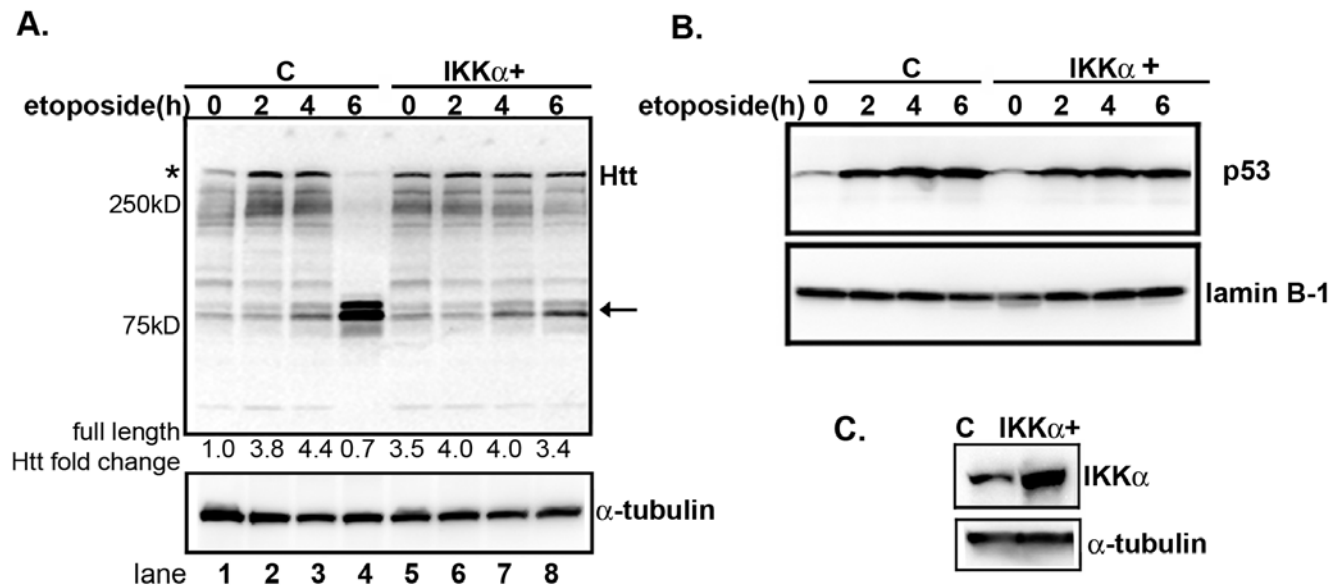 A.
C IKKα+
etoposide(h) 0 2 4 6 0 2 4 6
* Htt
250kD
←
75kD
full length
Htt fold change 1.0 3.8 4.4 0.7 3.5 4.0 4.0 3.4
α-tubulin
lane 1 2 3 4 5 6 7 8
B.
C IKKα +
etoposide(h) 0 2 4 6 0 2 4 6
p53
lamin B-1
C.
C IKKα+
IKKα
α-tubulin